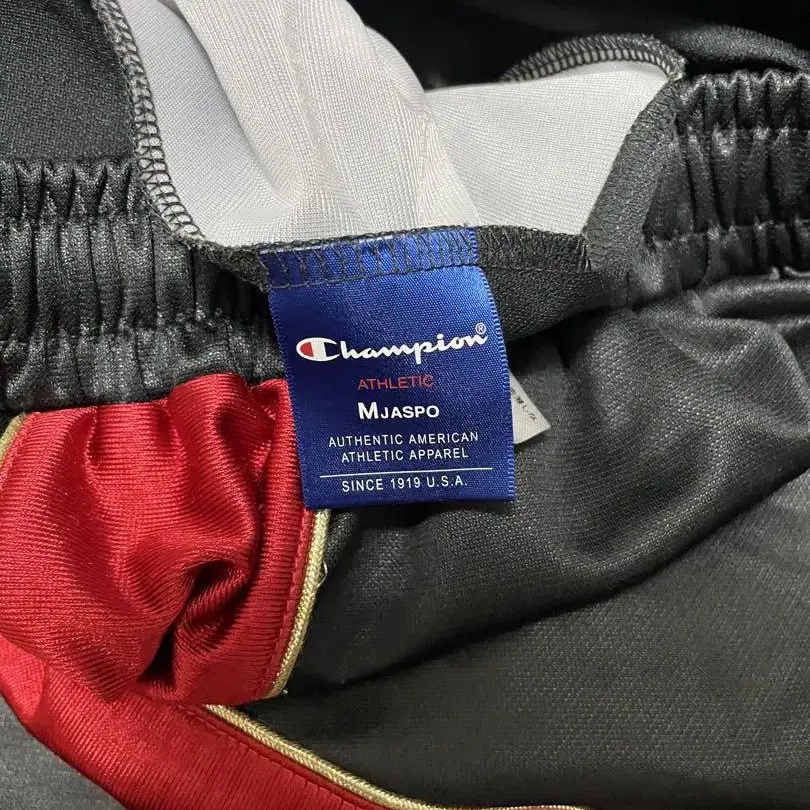 Champion®
ATHLETIC
MJASPO
AUTHENTIC AMERICAN
ATHLETIC APPAREL
SINCE 1919 U.S.A.